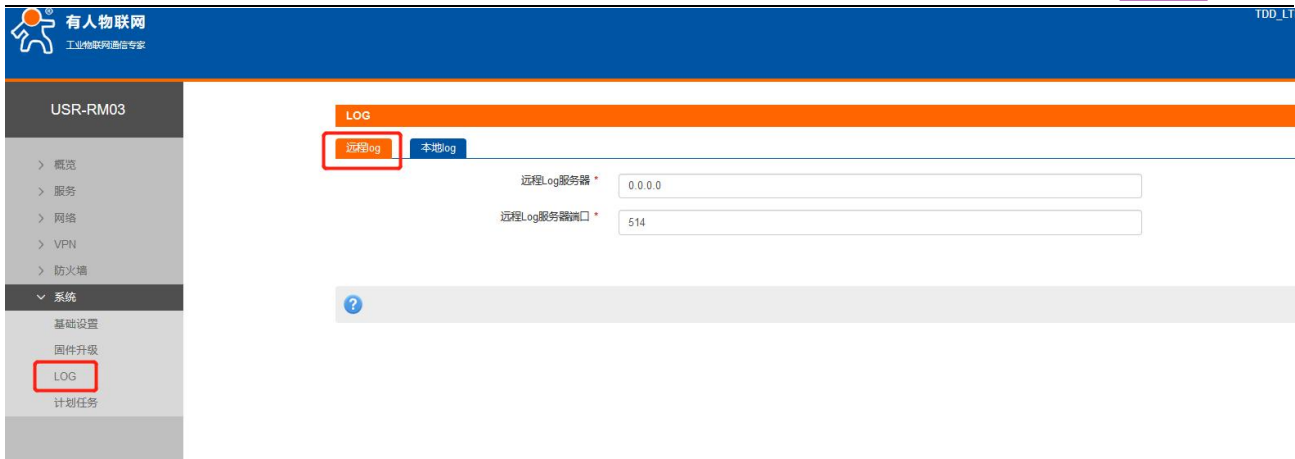 有人物联网
工业物联网通信专家
TDD_LT
USR-RM03
概览
服务
网络
VPN
防火墙
系统
基础设置
固件升级
LOG
计划任务
LOG
远程log
本地log
远程Log服务器 *
0.0.0.0
远程Log服务器端口 *
514